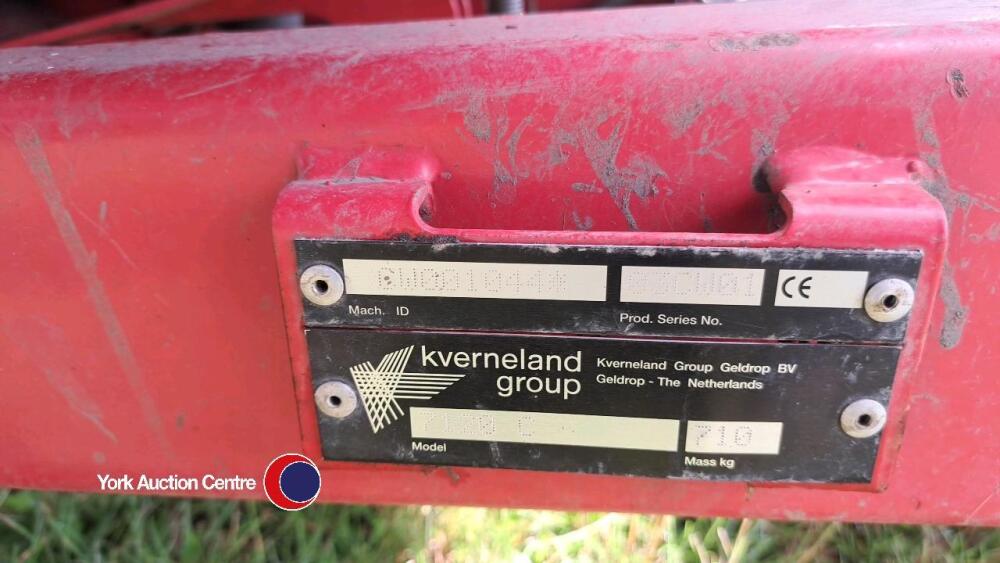 CE
Mach. ID
Prod. Series No.
kverneland
group
Kverneland Group Geldrop BV
Geldrop - The Netherlands
710
Model
Mass kg
York Auction Centre